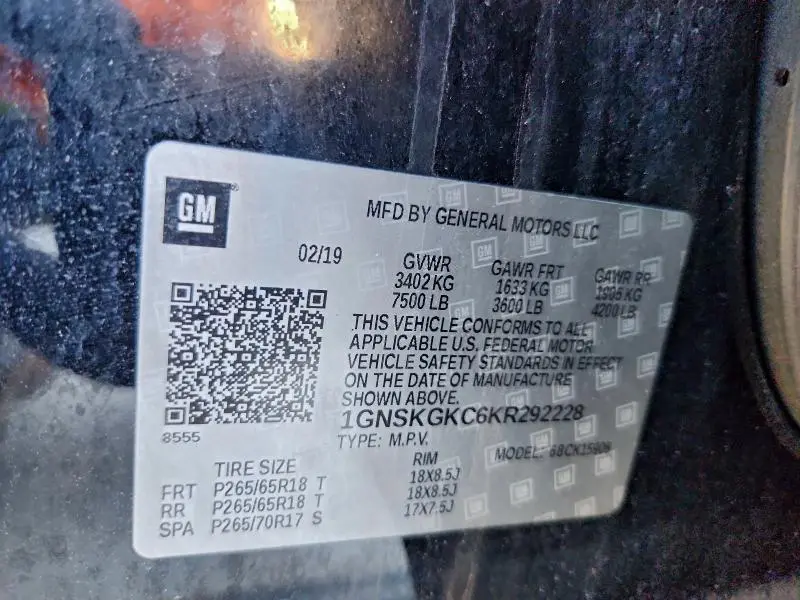 GM
MFD BY GENERAL MOTORS LLC
02/19
GVWR GAWR FRT GAWR RR
3402 KG 1633 KG 1905 KG
7500 LB 3600 LB 4200 LB
THIS VEHICLE CONFORMS TO ALL
APPLICABLE U.S. FEDERAL MOTOR
VEHICLE SAFETY STANDARDS IN EFFECT
ON THE DATE OF MANUFACTURE
SHOWN ABOVE.
1GNSKGKC6KR292228
8555
TYPE: M.P.V. MODEL:
TIRE SIZE RIM
FRT P265/65R18 T 18X8.5J
RR P265/65R18 T 18X8.5J
SPA P265/70R17 S 17X7.5J